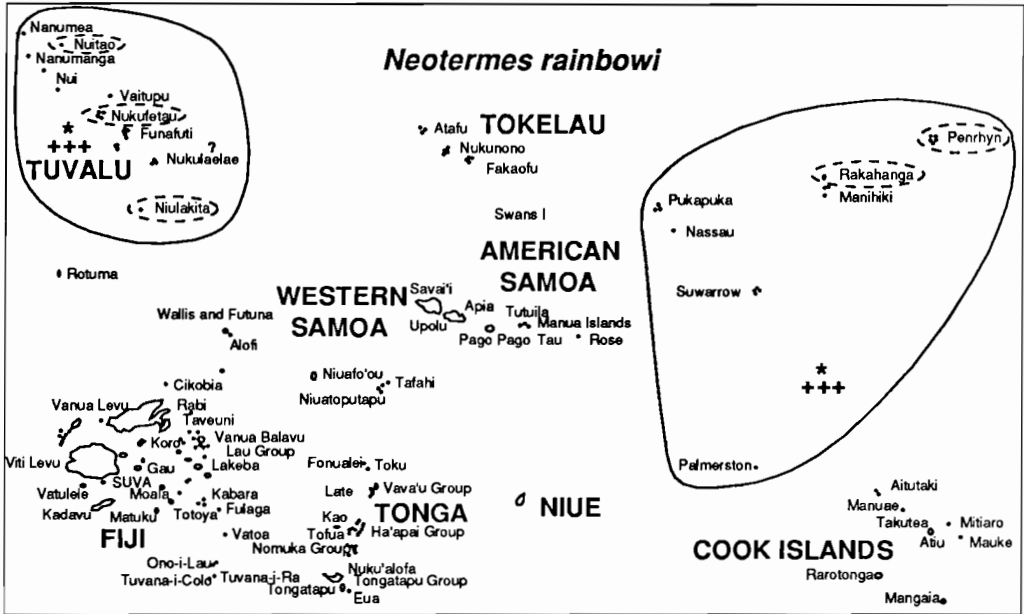 Neotermes rainbowi
Nanumea
Nuitao
Nanumanga
Nui
Vaitupu
Nukufetau
*
Funafuti
+++
?
Nukulaelae
TUVALU
Niulakita
Atafu
TOKELAU
Nukunono
Fakaofu
Swans I
Penrhyn
Rakahanga
Manihiki
Pukapuka
Nassau
Suwarrow
*
+++
Palmerston
Rotuma
AMERICAN
SAMOA
WESTERN
SAMOA
Savai'i
Apia
Upolu
Tutuila
Manua Islands
Pago Pago Tau
Rose
Wallis and Futuna
Alofi
Niuafo'ou
Tafahi
Niuatoputapu
Cikobia
Vanua Levu
Rabi
Taveuni
Koro
Vanua Balavu
Lau Group
Viti Levu
Gau
Lakeba
SUVA
Vatulele
Moala
Kabara
Kadavu
Matuku
Totoya
Fulaga
FIJI
Vatoa
Ono-i-Lau
Tuvana-i-Colo
Tuvana-i-Ra
Fonualei
Toku
Late
Vava'u Group
Kao
TONGA
Tofua
Ha'apai Group
Nomuka Group
Nuku'alofa
Tongatapu Group
Tongatapu
Eua
NIUE
Aitutaki
Manuae
Takutea
Mitiaro
Atiu
Mauke
COOK ISLANDS
Rarotonga
Mangaia